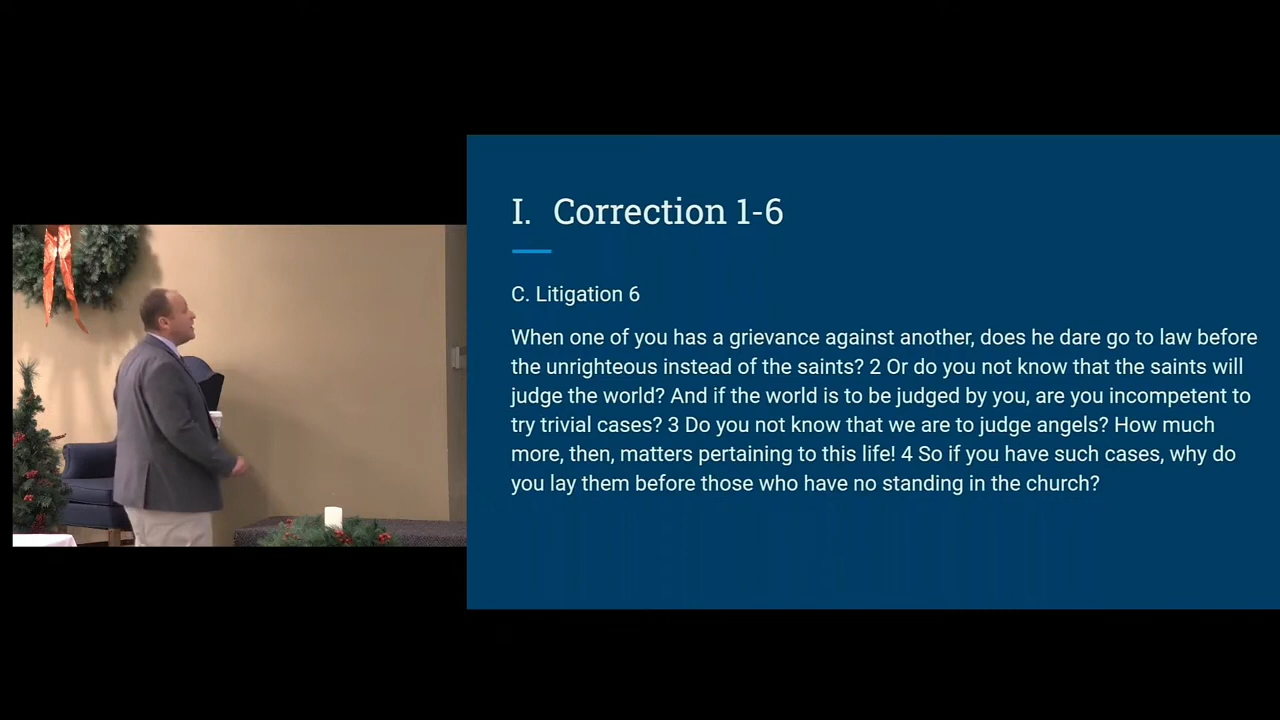 I. Correction 1-6
C. Litigation 6
When one of you has a grievance against another, does he dare go to law before
the unrighteous instead of the saints? 2 Or do you not know that the saints will
judge the world? And if the world is to be judged by you, are you incompetent to
try trivial cases? 3 Do you not know that we are to judge angels? How much
more, then, matters pertaining to this life! 4 So if you have such cases, why do
you lay them before those who have no standing in the church?